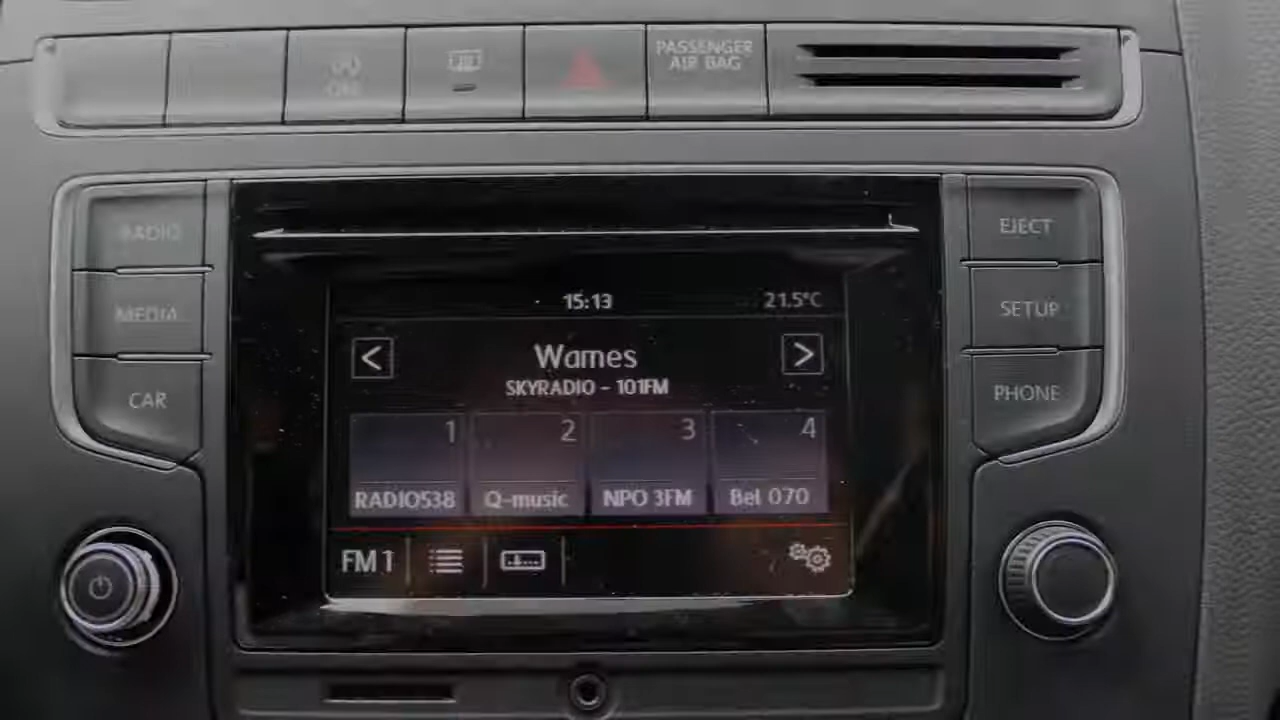 PASSENGER
AIR BAG
RADIO
EJECT
MEDIA
SETUP
CAR
PHONE
15:13
21.5°C
<
Wames
>
SKYRADIO - 101FM
1
2
3
4
RADIO538
Q-music
NPO 3FM
Bel 070
FM 1